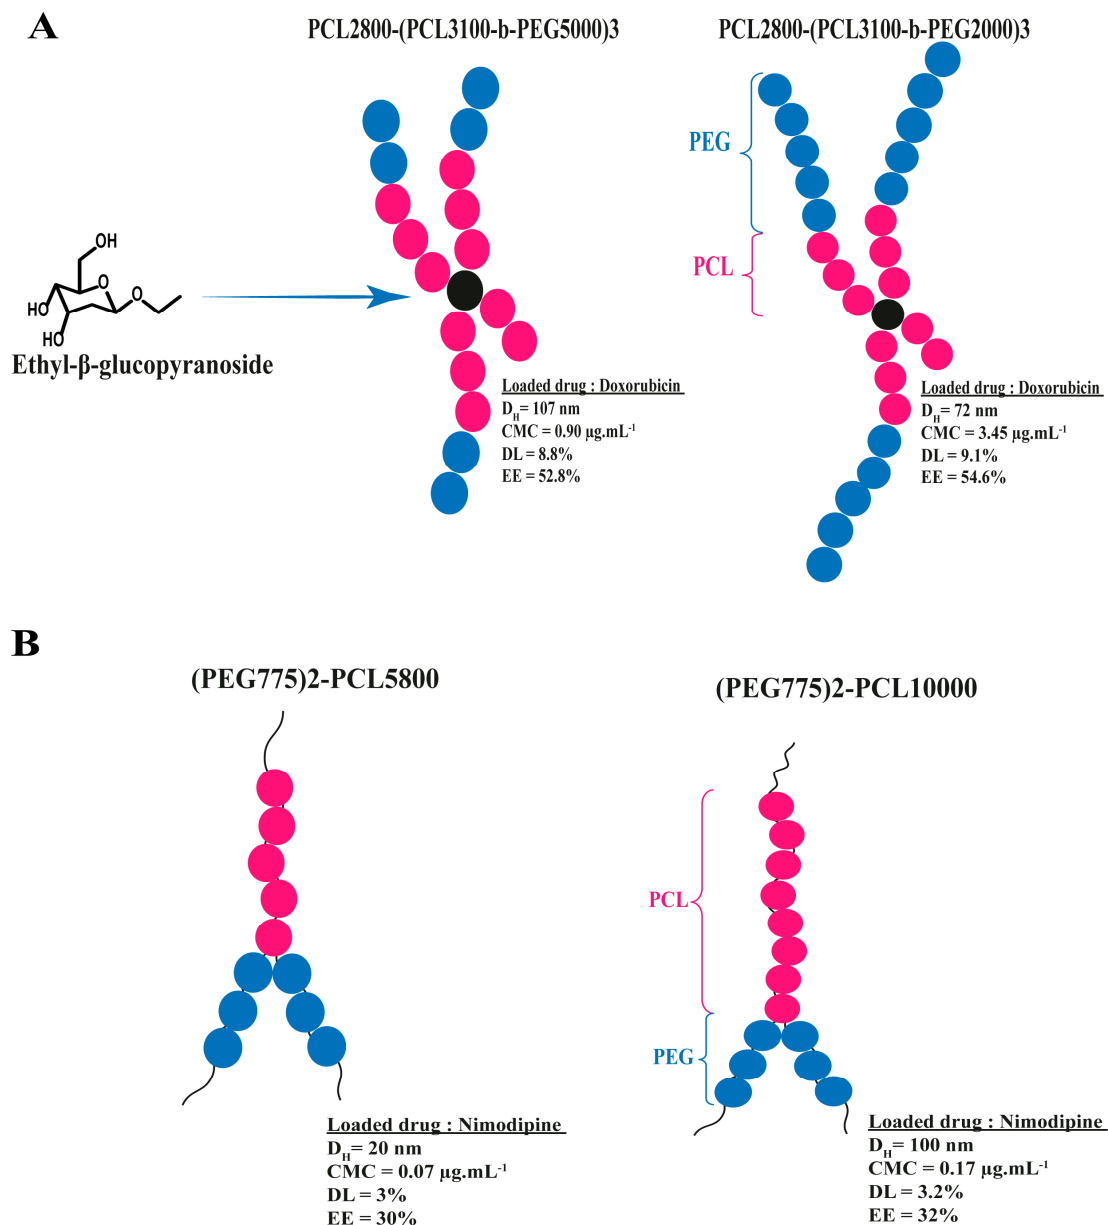 A
PCL2800-(PCL3100-b-PEG5000)3
PCL2800-(PCL3100-b-PEG2000)3
PEG
PCL
OH
O
O
HO
HO
Ethyl-β-glucopyranoside
Loaded drug : Doxorubicin
DH= 107 nm
CMC = 0.90 µg.mL-1
DL = 8.8%
EE = 52.8%
Loaded drug : Doxorubicin
DH= 72 nm
CMC = 3.45 µg.mL-1
DL = 9.1%
EE = 54.6%
B
(PEG775)2-PCL5800
(PEG775)2-PCL10000
PCL
PEG
Loaded drug : Nimodipine
DH= 20 nm
CMC = 0.07 µg.mL-1
DL = 3%
EE = 30%
Loaded drug : Nimodipine
DH= 100 nm
CMC = 0.17 µg.mL-1
DL = 3.2%
EE = 32%